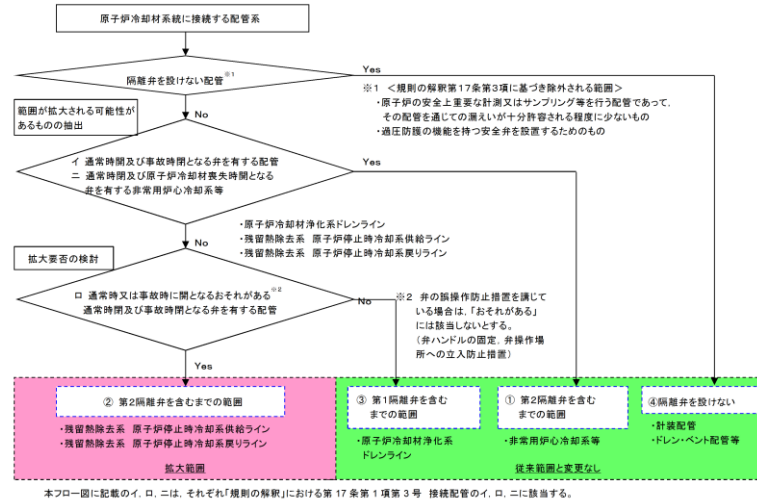 原子炉冷却材系統に接続する配管系
隔離弁を設けない配管※1
Yes
※1 <規則の解釈第17条第3項に基づき除外される範囲>
・原子炉の安全上重要な計測又はサンプリング等を行う配管であって,
その配管を通じての漏えいが十分許容される程度に少ないもの
・過圧防護の機能を持つ安全弁を設置するためのもの
範囲が拡大される可能性が
あるものの抽出
No
イ 通常時開及び事故時閉となる弁を有する配管
ニ 通常時閉及び原子炉冷却材喪失時開となる
弁を有する非常用炉心冷却系等
Yes
・原子炉冷却材浄化系ドレンライン
・残留熱除去系 原子炉停止時冷却系供給ライン
・残留熱除去系 原子炉停止時冷却系戻りライン
No
拡大要否の検討
ロ 通常時又は事故時に開となるおそれがある※2
通常時閉及び事故時閉となる弁を有する配管
No
※2 弁の誤操作防止措置を講じて
いる場合は,「おそれがある」
には該当しないとする。
(弁ハンドルの固定,弁操作場
所への立入防止措置)
Yes
② 第2隔離弁を含むまでの範囲
・残留熱除去系 原子炉停止時冷却系供給ライン
・残留熱除去系 原子炉停止時冷却系戻りライン
拡大範囲
③ 第1隔離弁を含む
までの範囲
・原子炉冷却材浄化系
ドレンライン
① 第2隔離弁を含む
までの範囲
・非常用炉心冷却系等
④隔離弁を設けない
・計装配管
・ドレン・ベント配管等
従来範囲と変更なし
本フロー図に記載のイ,ロ,ニは,それぞれ「規則の解釈」における第 17 条第 1 項第 3 号 接続配管のイ,ロ,ニに該当する。